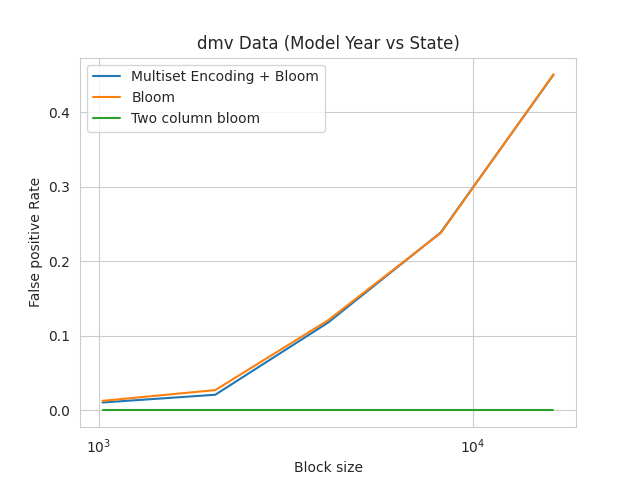 dmv Data (Model Year vs State)
Multiset Encoding + Bloom
Bloom
Two column bloom
False positive Rate
0.4
0.3
0.2
0.1
0.0
10³
10⁴
Block size